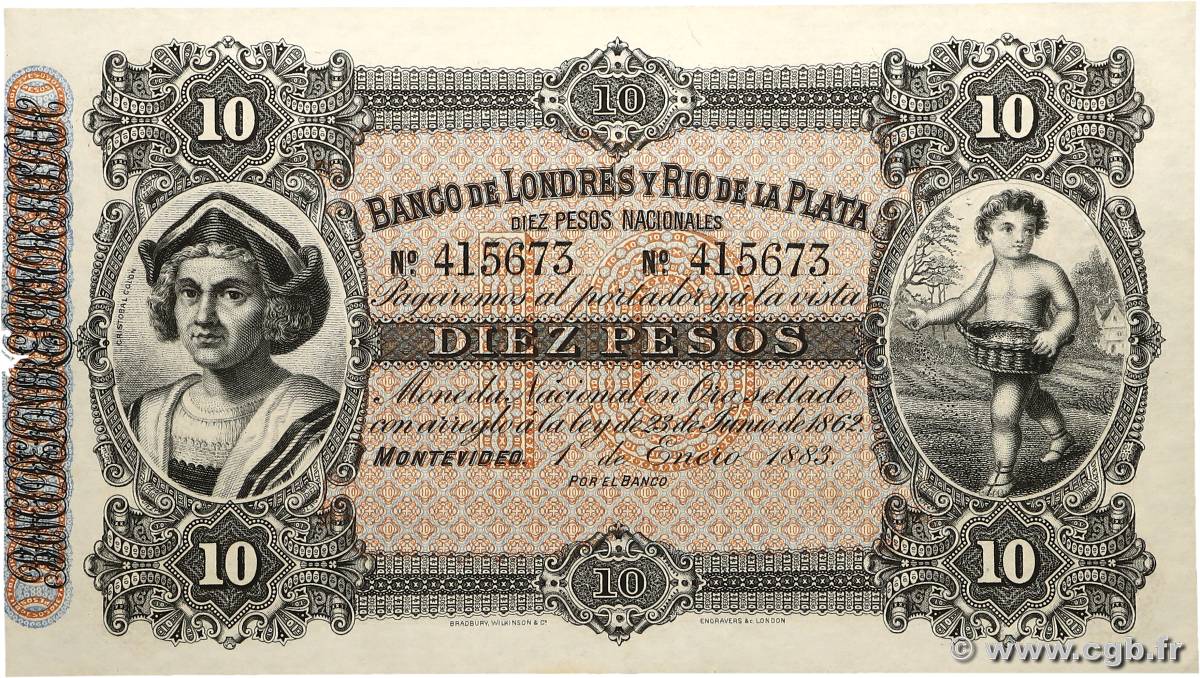 10 10 10
BANCO DE LONDRES Y RIO DE LA PLATA
DIEZ PESOS NACIONALES
No. 415673 No. 415673
Pagaremos al portador y a la vista
DIEZ PESOS
Moneda Nacional en Oro sellado
con arreglo á la ley de 23 de Junio de 1862.
MONTEVIDEO, 1 de Enero 1883.
POR EL BANCO
CRISTOBAL COLON
10 10 10
BRADBURY, WILKINSON & Co. ENGRAVERS &c LONDON
© www.cgb.fr